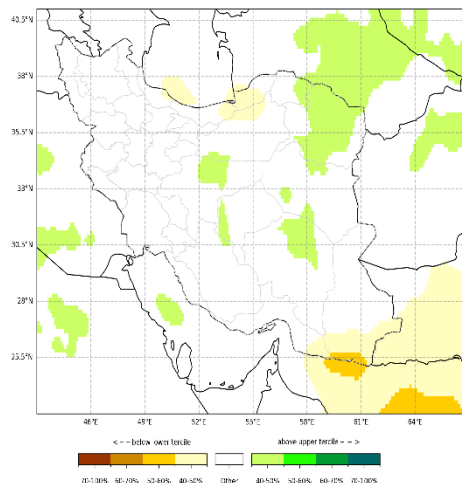 40.5°N
38°N
35.5°N
33°N
30.5°N
28°N
25.5°N
46°E 49°E 52°E 55°E 58°E 61°E 64°E
<-- below lower tercile above upper tercile -->
70-100% 60-70% 50-60% 40-50% Other 40-50% 50-60% 60-70% 70-100%